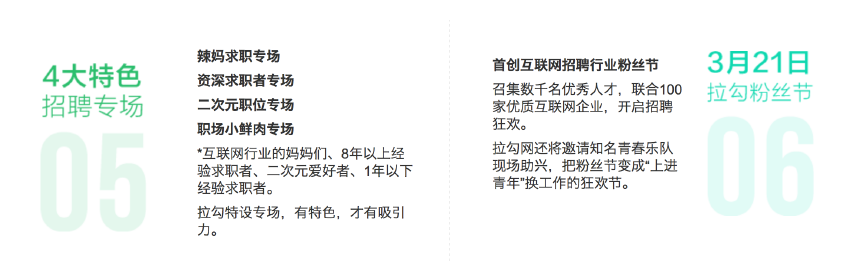 4大特色
招聘专场
05
辣妈求职专场
资深求职者专场
二次元职位专场
职场小鲜肉专场
*互联网行业的妈妈们、8年以上经
验求职者、二次元爱好者、1年以下
经验求职者。
拉勾特设专场，有特色，才有吸引
力。
首创互联网招聘行业粉丝节
召集数千名优秀人才，联合100
家优质互联网企业，开启招聘
狂欢。
拉勾网还将邀请知名青春乐队
现场助兴，把粉丝节变成“上进
青年”换工作的狂欢节。
3月21日
拉勾粉丝节
06